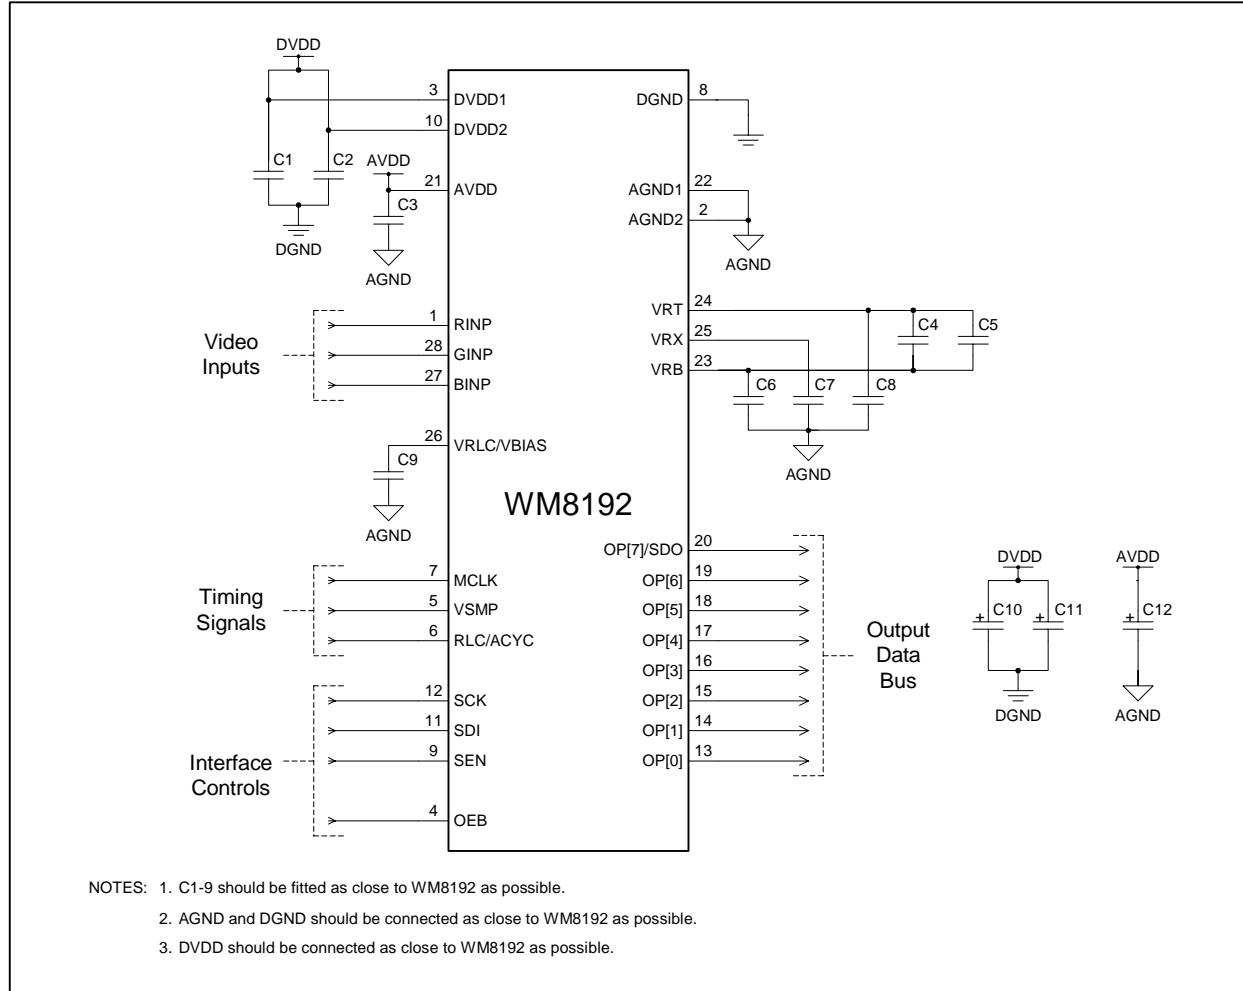 DVDD
3
DVDD1
10
DVDD2
C1
C2
DGND
AVDD
21
AVDD
C3
AGND
DGND
8
AGND1
22
AGND2
2
AGND
VRT
24
VRX
25
VRB
23
C4
C5
C6
C7
C8
AGND
Video
Inputs
1
RINP
28
GINP
27
BINP
26
VRLC/VBIAS
C9
AGND
WM8192
Timing
Signals
7
MCLK
5
VSMP
6
RLC/ACYC
Interface
Controls
12
SCK
11
SDI
9
SEN
4
OEB
OP[7]/SDO
20
OP[6]
19
OP[5]
18
OP[4]
17
OP[3]
16
OP[2]
15
OP[1]
14
OP[0]
13
Output
Data
Bus
DVDD
+
C10
+
C11
DGND
AVDD
+
C12
AGND
NOTES: 1. C1-9 should be fitted as close to WM8192 as possible.
2. AGND and DGND should be connected as close to WM8192 as possible.
3. DVDD should be connected as close to WM8192 as possible.